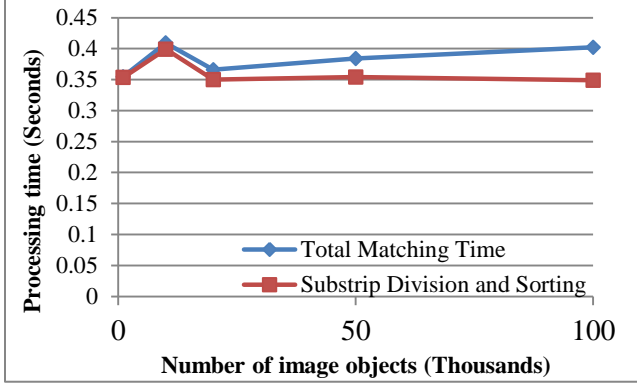 0.45
0.4
0.35
0.3
0.25
0.2
0.15
0.1
0.05
0
Processing time (Seconds)
Total Matching Time
Substrip Division and Sorting
0 50 100
Number of image objects (Thousands)